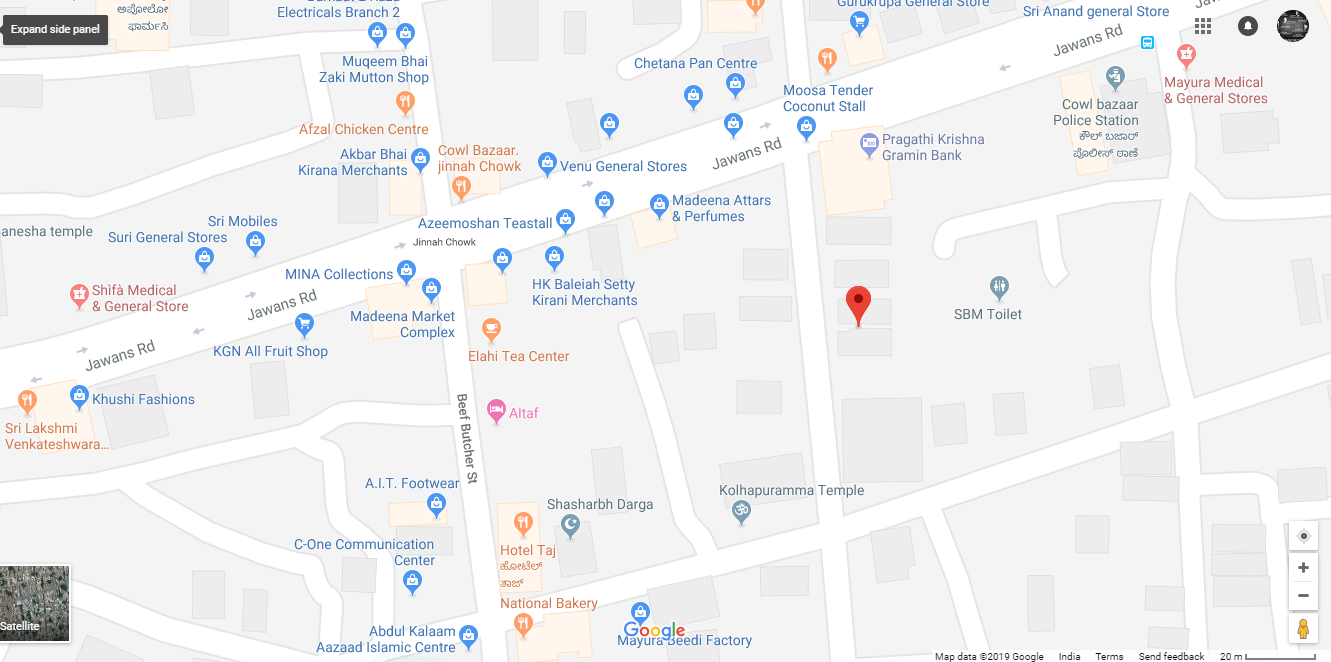 ಅಪೋಲೋ
ಫಾರ್ಮಸಿ
Electricals Branch 2
Gurukrupa General Store
Sri Anand general Store
Jawans Rd
Expand side panel
Muqeem Bhai
Zaki Mutton Shop
Chetana Pan Centre
Moosa Tender
Coconut Stall
Mayura Medical
& General Stores
Cowl bazaar
Police Station
ಕೌಲ್ ಬಜಾರ್
ಪೊಲೀಸ್ ಠಾಣೆ
Afzal Chicken Centre
Akbar Bhai
Kirana Merchants
Cowl Bazaar.
jinnah Chowk
Venu General Stores
Jawans Rd
Pragathi Krishna
Gramin Bank
Madeena Attars
& Perfumes
anesha temple
Sri Mobiles
Suri General Stores
Azeemoshan Teastall
Jinnah Chowk
MINA Collections
HK Baleiah Setty
Kirani Merchants
Shifà Medical
& General Store
Jawans Rd
Madeena Market
Complex
SBM Toilet
KGN All Fruit Shop
Jawans Rd
Elahi Tea Center
Khushi Fashions
Beef Butcher St
Altaf
Sri Lakshmi
Venkateshwara...
A.I.T. Footwear
Shasharbh Darga
Kolhapuramma Temple
C-One Communication
Center
Hotel Taj
ಹೋಟೆಲ್
ತಾಜ್
National Bakery
Abdul Kalaam
Aazaad Islamic Centre
Google
Mayura Beedi Factory
Satellite
Map data ©2019 Google India Terms Send feedback 20 m